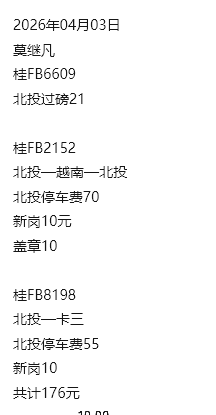 2026年04月03日
莫继凡
桂FB6609
北投过磅21
桂FB2152
北投—越南—北投
北投停车费70
新岗10元
盖章10
桂FB8198
北投—卡三
北投停车费55
新岗10
共计176元